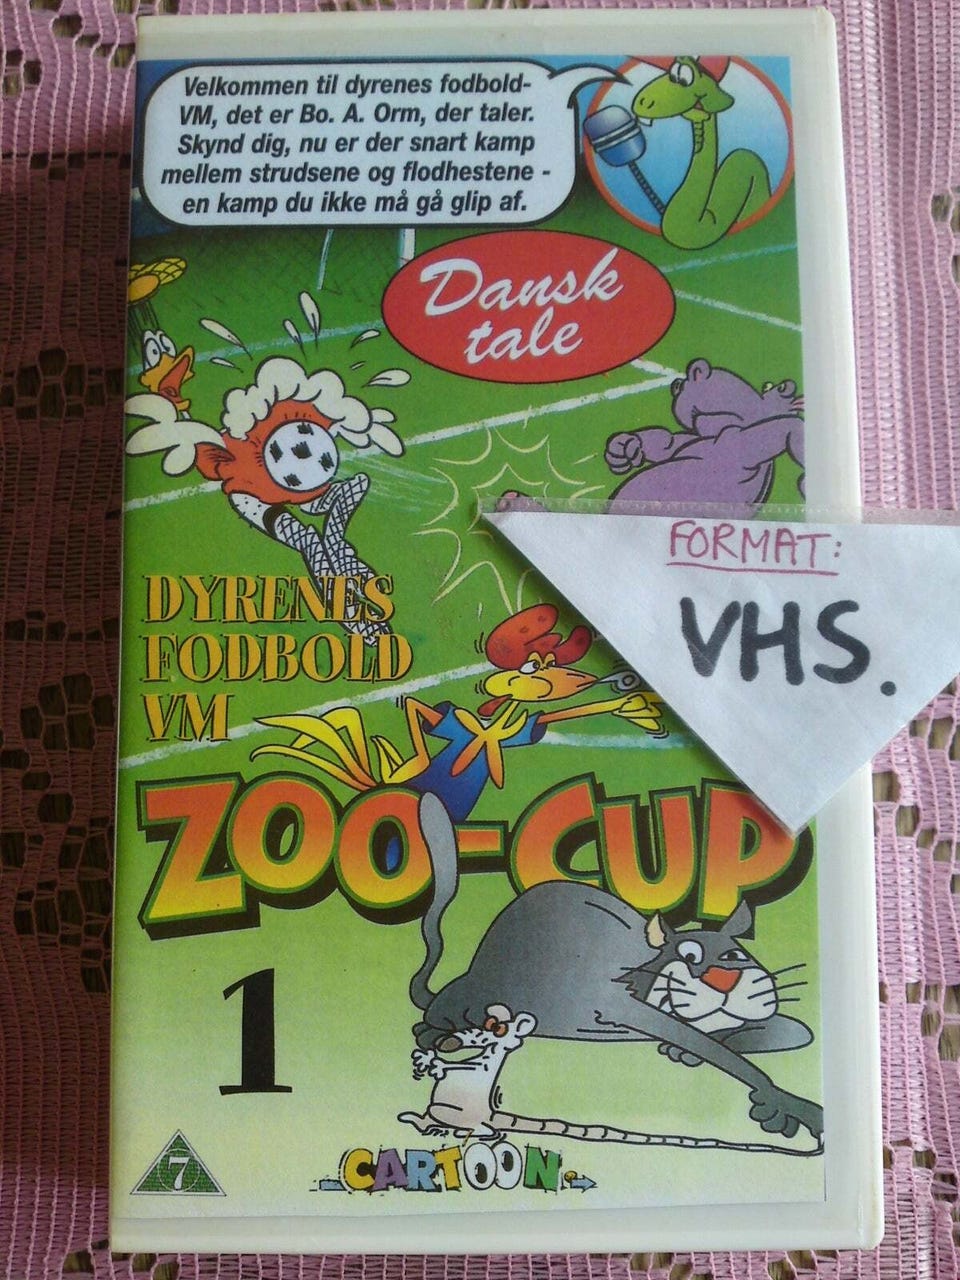 Velkommen til dyrenes fodbold-
VM, det er Bo. A. Orm, der taler.
Skynd dig, nu er der snart kamp
mellem strudsene og flodhestene -
en kamp du ikke må gå glip af.
Dansk
tale
FORMAT:
VHS.
DYRENES
FODBOLD
VM
ZOO-CUP
1
7
CARTOON